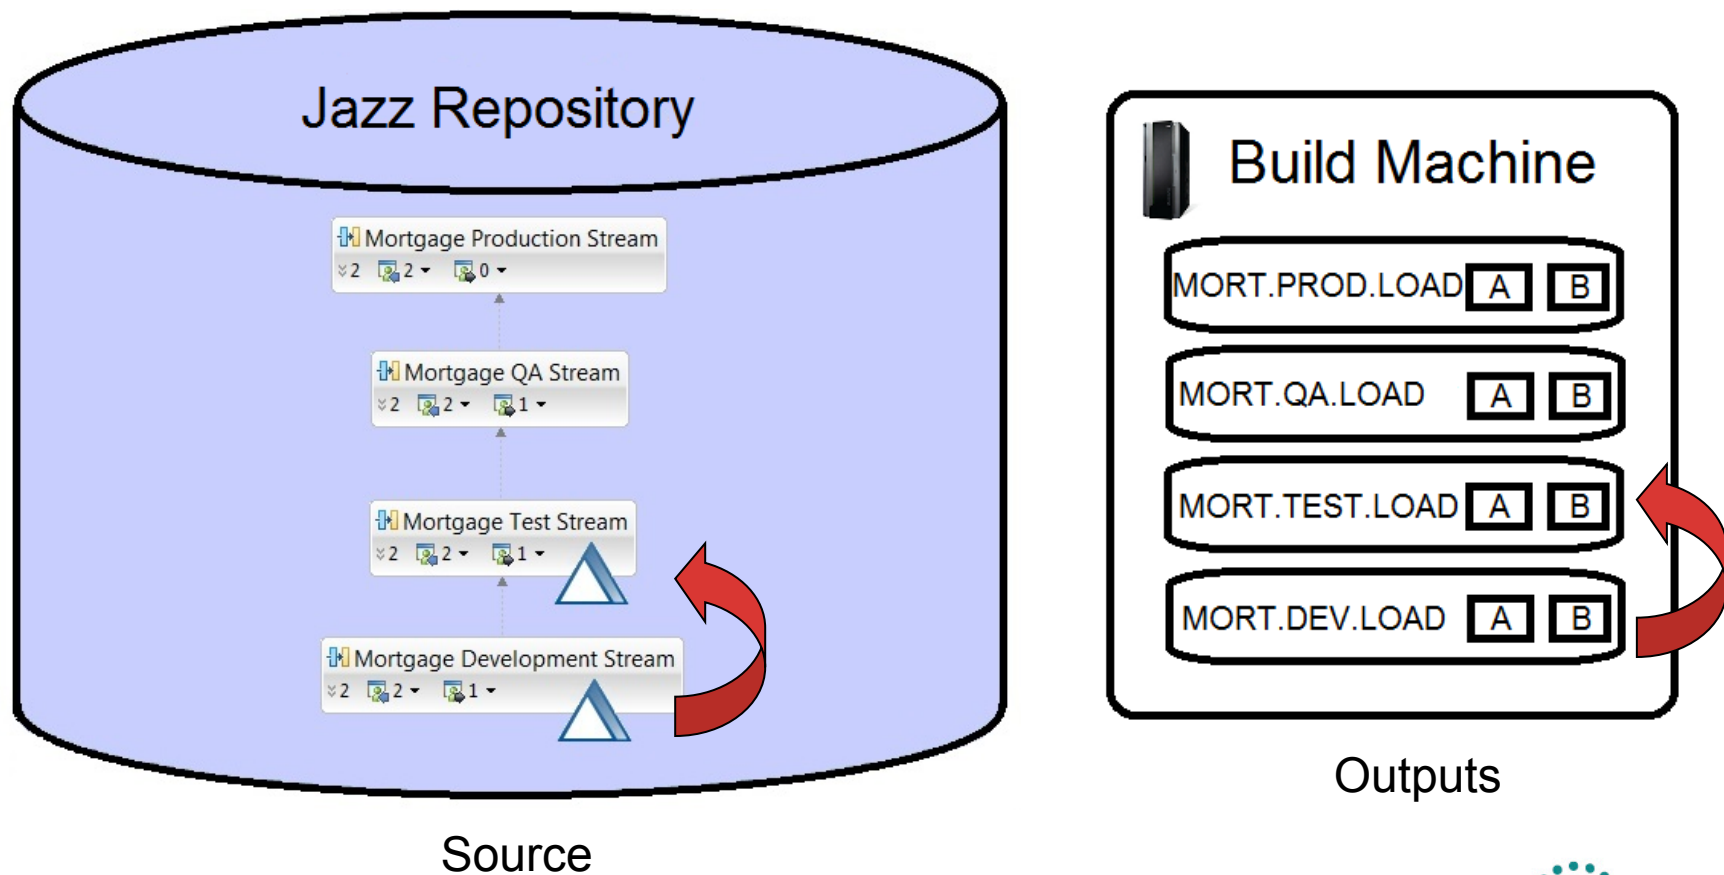 Jazz Repository
Mortgage Production Stream
2 2 0
Mortgage QA Stream
2 2 1
Mortgage Test Stream
2 2 1
Mortgage Development Stream
2 2 1
Source
Build Machine
MORT.PROD.LOAD A B
MORT.QA.LOAD A B
MORT.TEST.LOAD A B
MORT.DEV.LOAD A B
Outputs